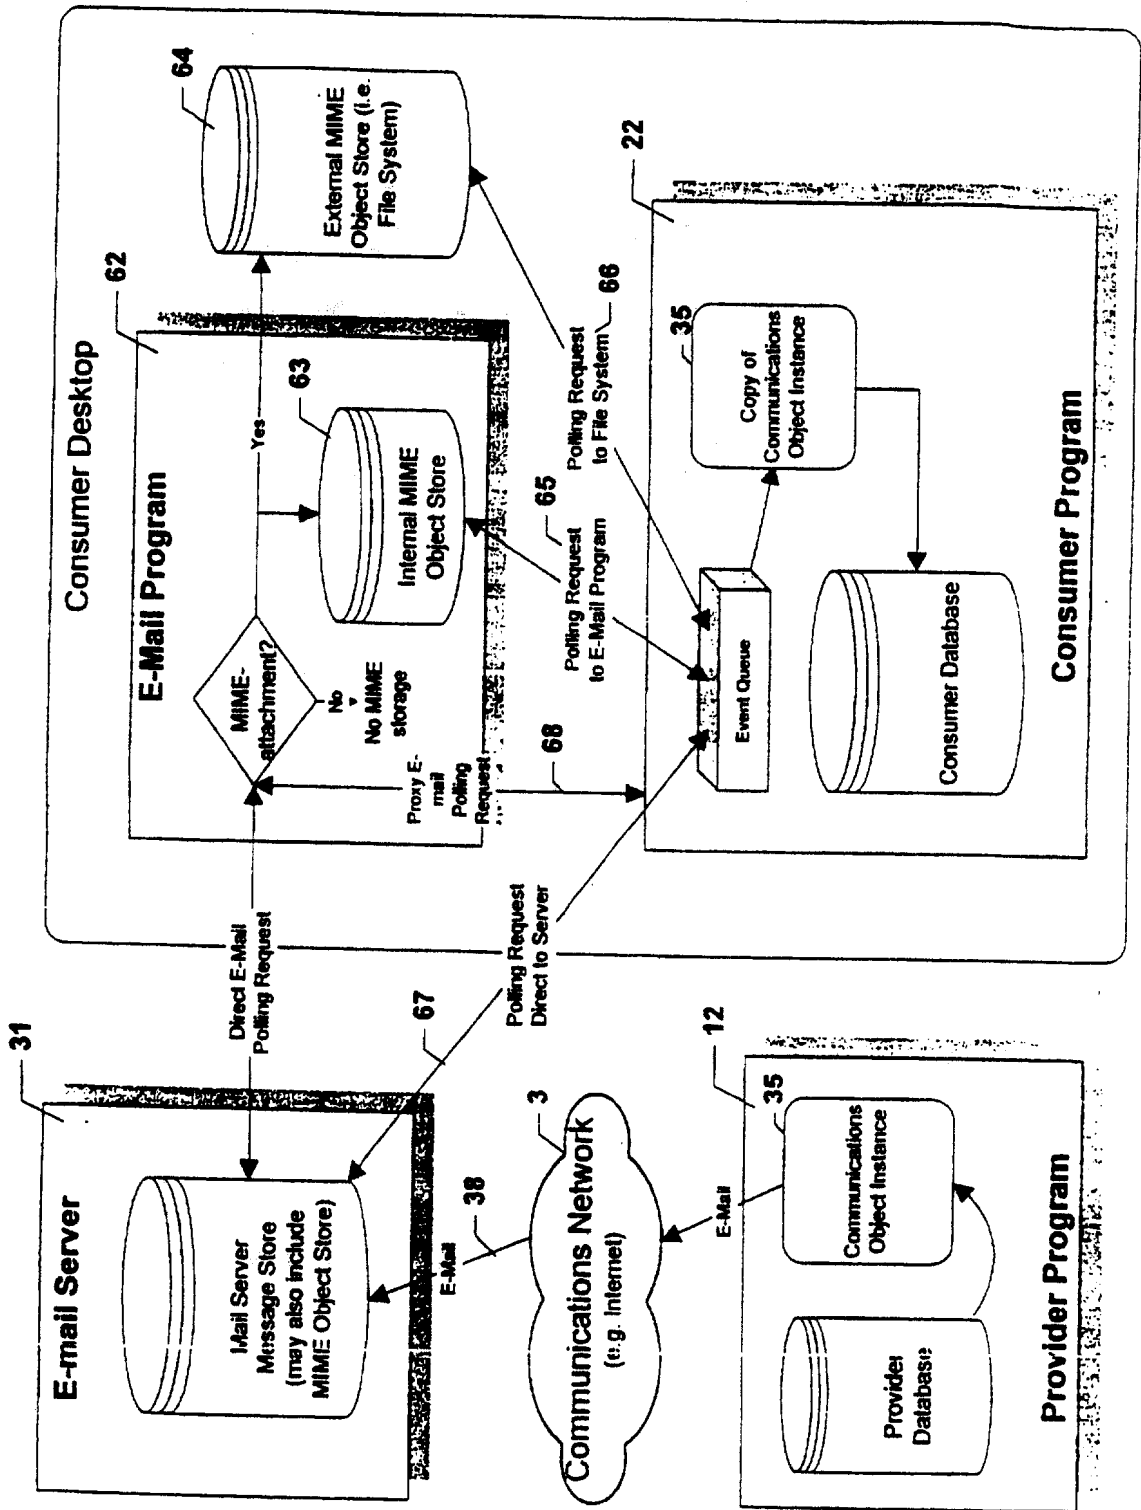 31
E-mail Server
Mail Server
Message Store
(may also include
MIME Object Store)
Direct E-Mail
Polling Request
67
Polling Request
Direct to Server
E-Mail
38
3
Communications Network
(e.g. Internet)
E-Mail
12
35
Communications
Object Instance
Provider
Database
Provider Program
Consumer Desktop
E-Mail Program
62
MIME-
attachment?
Yes
No
No MIME
storage
63
Internal MIME
Object Store
64
External MIME
Object Store (i.e.
File System)
Proxy E-
mail
Polling
Request
68
65
Polling Request
to E-Mail Program
66
Polling Request
to File System
22
Event Queue
35
Copy of
Communications
Object Instance
Consumer Database
Consumer Program